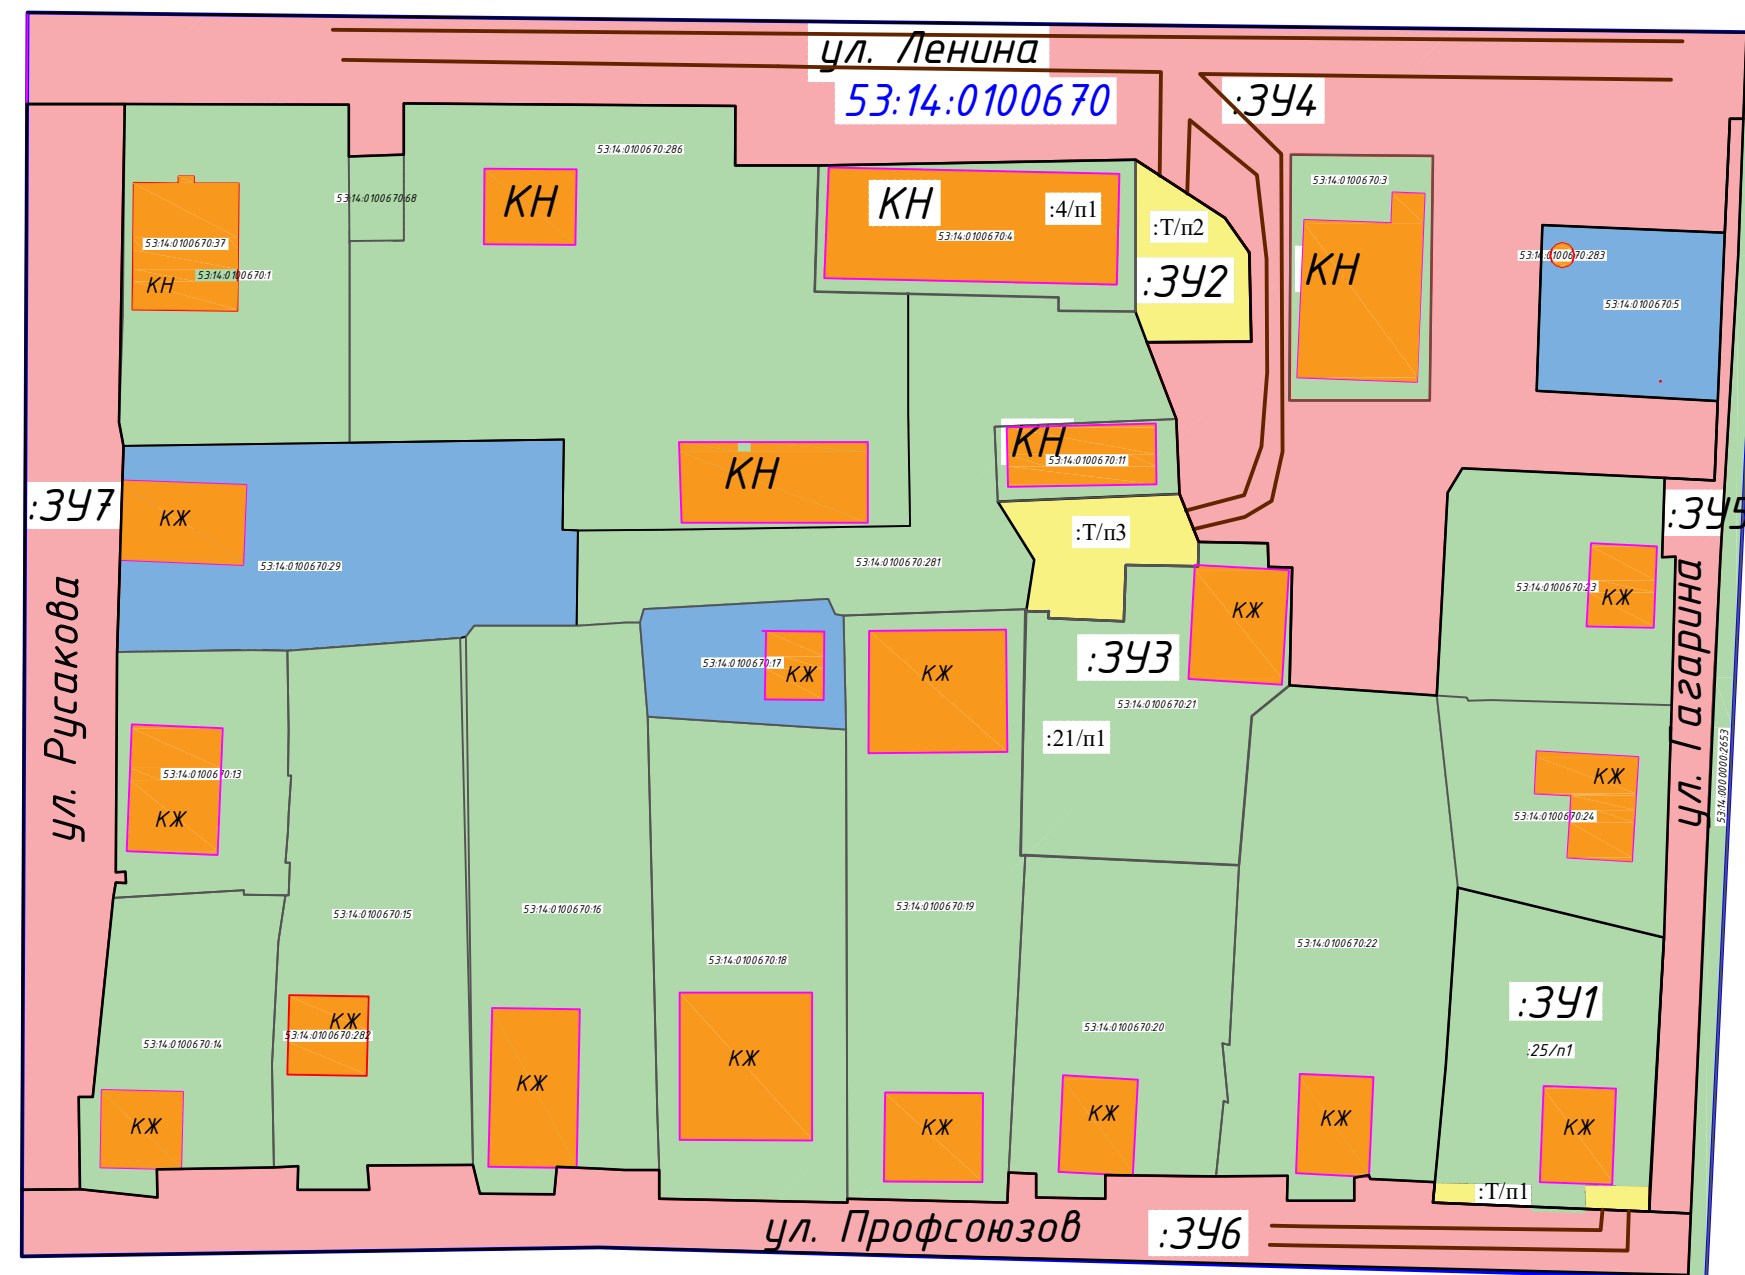 ул. Ленина
53:14:0100670
:ЗУ4
53:14:0100670:286
53:14:0100670:3
53:14:0100670:68
КН
КН
:4/п1
53:14:0100670:4
:Т/п2
:ЗУ2
53:14:0100670:37
53:14:0100670:1
КН
КН
53:14:0100670:283
53:14:0100670:5
КН
КН
53:14:0100670:11
:ЗУ7
КЖ
53:14:0100670:29
:Т/п3
53:14:0100670:281
:ЗУ5
53:14:0100670:23
КЖ
КЖ
ул. Русакова
53:14:0100670:17
КЖ
КЖ
:ЗУ3
53:14:0100670:21
:21/п1
ул. Гагарина
53:14:0000000:2653
53:14:0100670:13
КЖ
КЖ
53:14:0100670:24
53:14:0100670:15
53:14:0100670:16
53:14:0100670:19
53:14:0100670:18
53:14:0100670:22
:ЗУ1
:25/п1
КЖ
53:14:0100670:282
53:14:0100670:14
53:14:0100670:20
КЖ
КЖ
КЖ
КЖ
КЖ
КЖ
КЖ
:Т/п1
ул. Профсоюзов
:ЗУ6